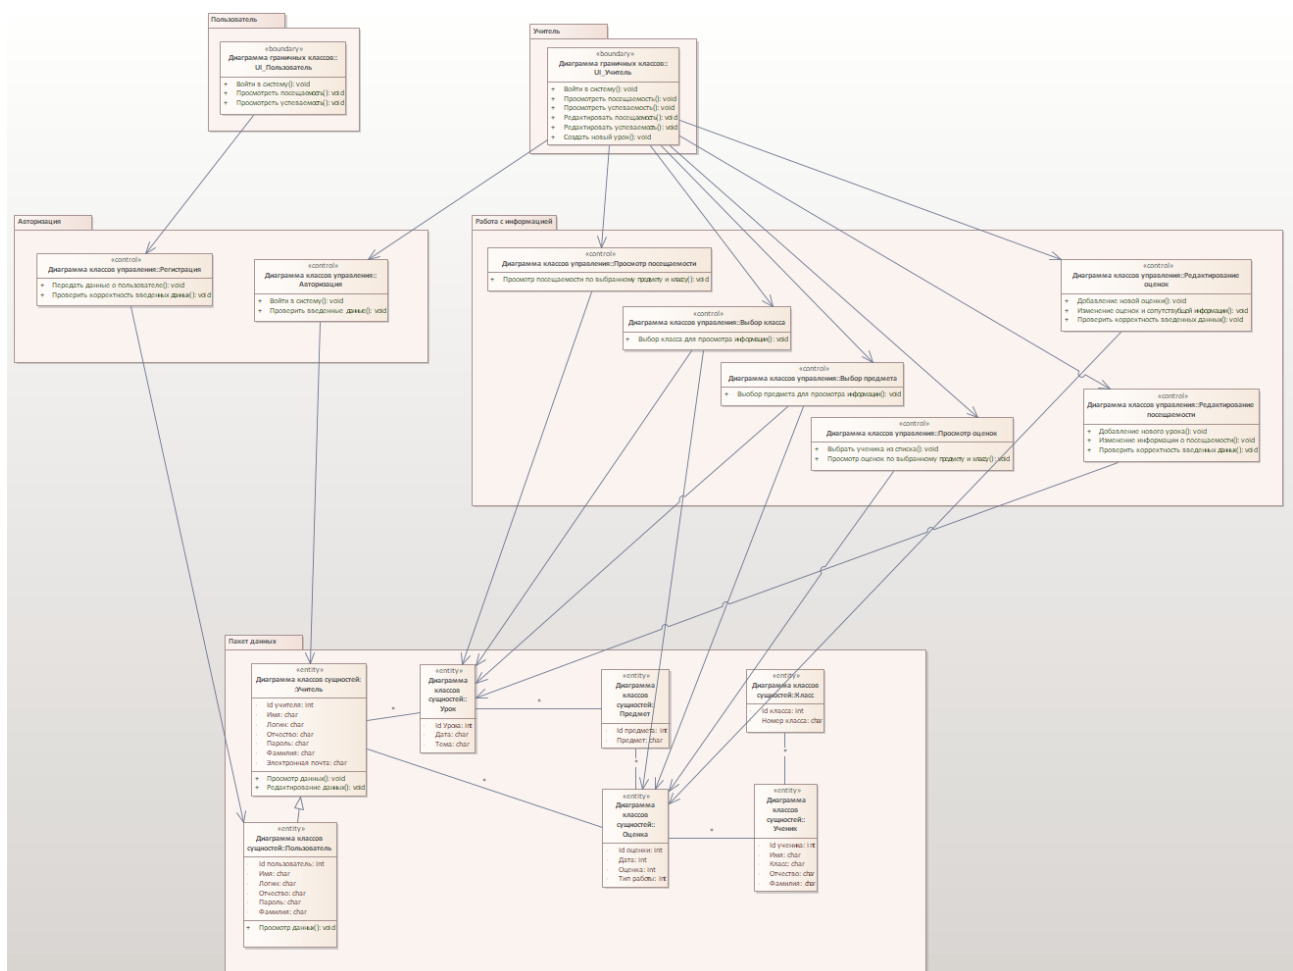 Пользователь
«boundary»
Диаграмма граничных классов::
UI_Пользователь
+ Войти в систему(): void
+ Просмотреть посещаемость(): void
+ Просмотреть успеваемость(): void
Учитель
«boundary»
Диаграмма граничных классов::
UI_Учитель
+ Войти в систему(): void
+ Просмотреть посещаемость(): void
+ Просмотреть успеваемость(): void
+ Редактировать посещаемость(): void
+ Редактировать успеваемость(): void
+ Создать новый урок(): void
Авторизация
«control»
Диаграмма классов управления::Регистрация
+ Передать данные о пользователе(): void
+ Проверить корректность введенных данных(): void
«control»
Диаграмма классов управления::
Авторизация
+ Войти в систему(): void
+ Проверить введенные данные(): void
Работа с информацией
«control»
Диаграмма классов управления::Просмотр посещаемости
+ Просмотр посещаемости по выбранному предмету и классу(): void
«control»
Диаграмма классов управления::Выбор класса
+ Выбор класса для просмотра информации(): void
«control»
Диаграмма классов управления::Выбор предмета
+ Выобор предмета для просмотра информации(): void
«control»
Диаграмма классов управления::Просмотр оценок
+ Выбрать ученика из списка(): void
+ Просмотр оценок по выбранному предмету и классу(): void
«control»
Диаграмма классов управления::Редактирование
оценок
+ Добавление новой оценки(): void
+ Изменение оценок и сопутствубщей информации(): void
+ Проверить корректность введенных данных(): void
«control»
Диаграмма классов управления::Редактирование
посещаемости
+ Добавление нового урока(): void
+ Изменение информации о посещаемости(): void
+ Проверить корректность введенных данных(): void
Пакет данных
«entity»
Диаграмма классов сущностей:
:Учитель
Id учителя: int
Имя: char
Логин: char
Отчество: char
Пароль: char
Фамилия: char
Электронная почта: char
+ Просмотр данных(): void
+ Редактирование данных(): void
«entity»
Диаграмма
классов
сущностей::
Урок
Id Урока: int
Дата: char
Тема: char
«entity»
Диаграмма
классов
сущностей::
Предмет
Id предмета: int
Предмет: char
«entity»
Диаграмма классов
сущностей::Класс
Id класса: int
Номер класса: char
*
*
*
*
*
*
«entity»
Диаграмма классов
сущностей::Пользователь
Id пользователь: int
Имя: char
Логин: char
Отчество: char
Пароль: char
Фамилия: char
+ Просмотр данных(): void
«entity»
Диаграмма
классов
сущностей::
Оценка
Id оценки: int
Дата: int
Оценка: int
Тип работы: int
«entity»
Диаграмма
классов
сущностей::
Ученик
Id ученика: int
Имя: char
Класс: char
Отчество: char
Фамилия: char